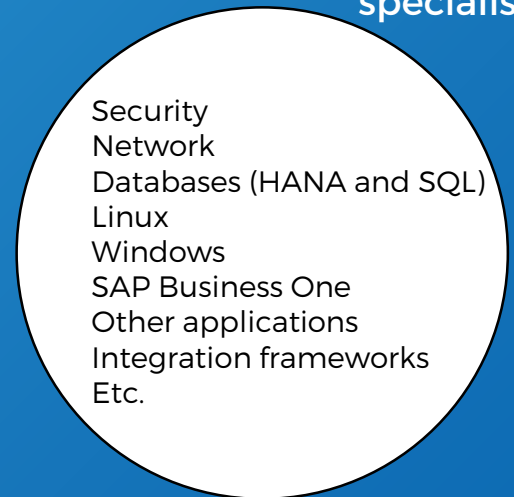 Security
Network
Databases (HANA and SQL)
Linux
Windows
SAP Business One
Other applications
Integration frameworks
Etc.